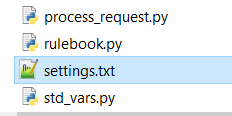 process_request.py
rulebook.py
settings.txt
std_vars.py